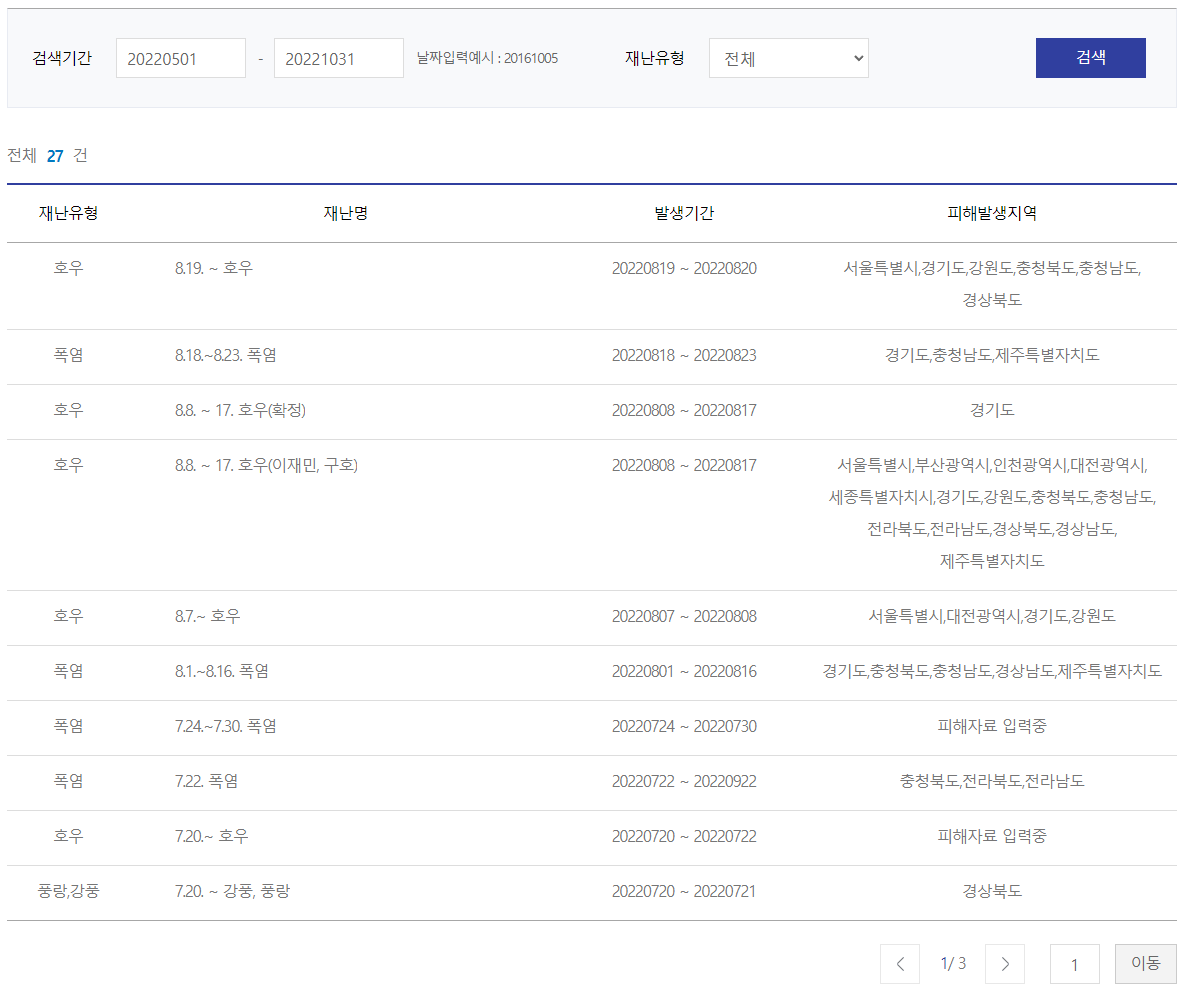 검색기간 20220501 - 20221031 날짜입력예시 : 20161005 재난유형 전체 검색
전체 27 건
재난유형 재난명 발생기간 피해발생지역
호우 8.19. ~ 호우 20220819 ~ 20220820 서울특별시,경기도,강원도,충청북도,충청남도,
경상북도
폭염 8.18.~8.23. 폭염 20220818 ~ 20220823 경기도,충청남도,제주특별자치도
호우 8.8. ~ 17. 호우(확정) 20220808 ~ 20220817 경기도
호우 8.8. ~ 17. 호우(이재민, 구호) 20220808 ~ 20220817 서울특별시,부산광역시,인천광역시,대전광역시,
세종특별자치시,경기도,강원도,충청북도,충청남도,
전라북도,전라남도,경상북도,경상남도,
제주특별자치도
호우 8.7.~ 호우 20220807 ~ 20220808 서울특별시,대전광역시,경기도,강원도
폭염 8.1.~8.16. 폭염 20220801 ~ 20220816 경기도,충청북도,충청남도,경상남도,제주특별자치도
폭염 7.24.~7.30. 폭염 20220724 ~ 20220730 피해자료 입력중
폭염 7.22. 폭염 20220722 ~ 20220922 충청북도,전라북도,전라남도
호우 7.20.~ 호우 20220720 ~ 20220722 피해자료 입력중
풍랑,강풍 7.20. ~ 강풍, 풍랑 20220720 ~ 20220721 경상북도
1/ 3 1 이동